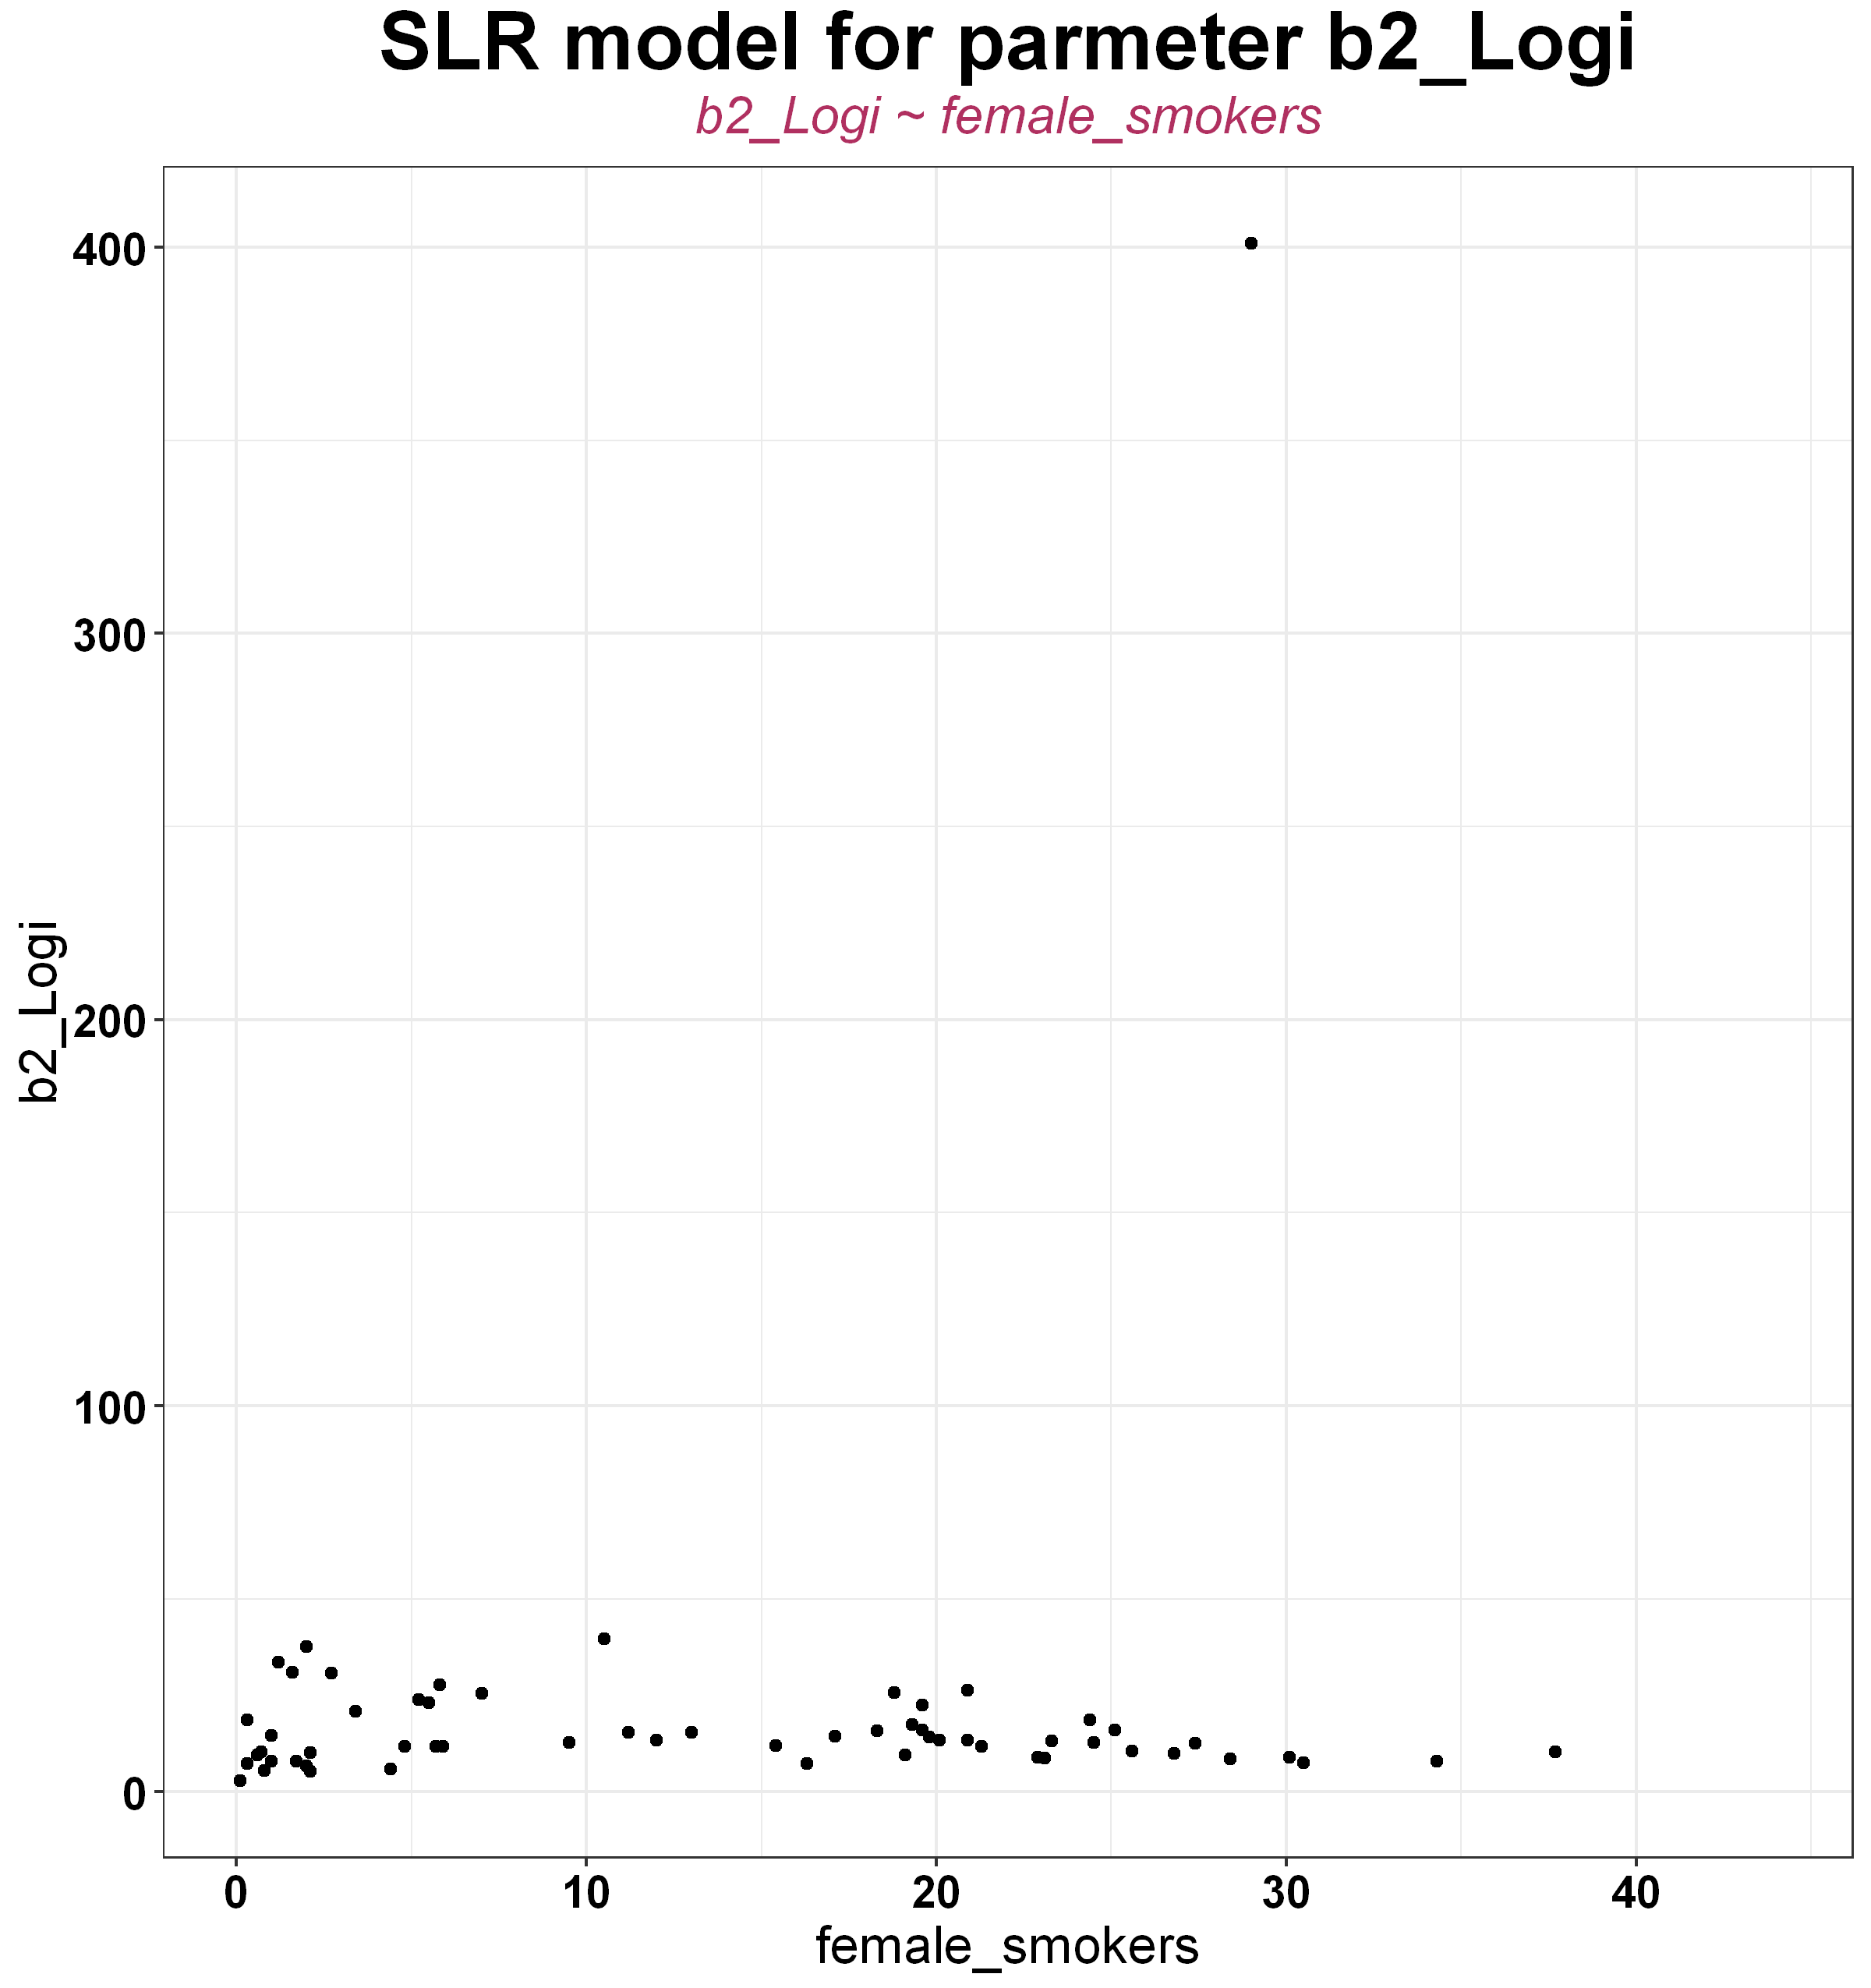 SLR model for parmeter b2_Logi
b2_Logi ~ female_smokers
400
300
200
100
0
b2_Logi
0 10 20 30 40
female_smokers